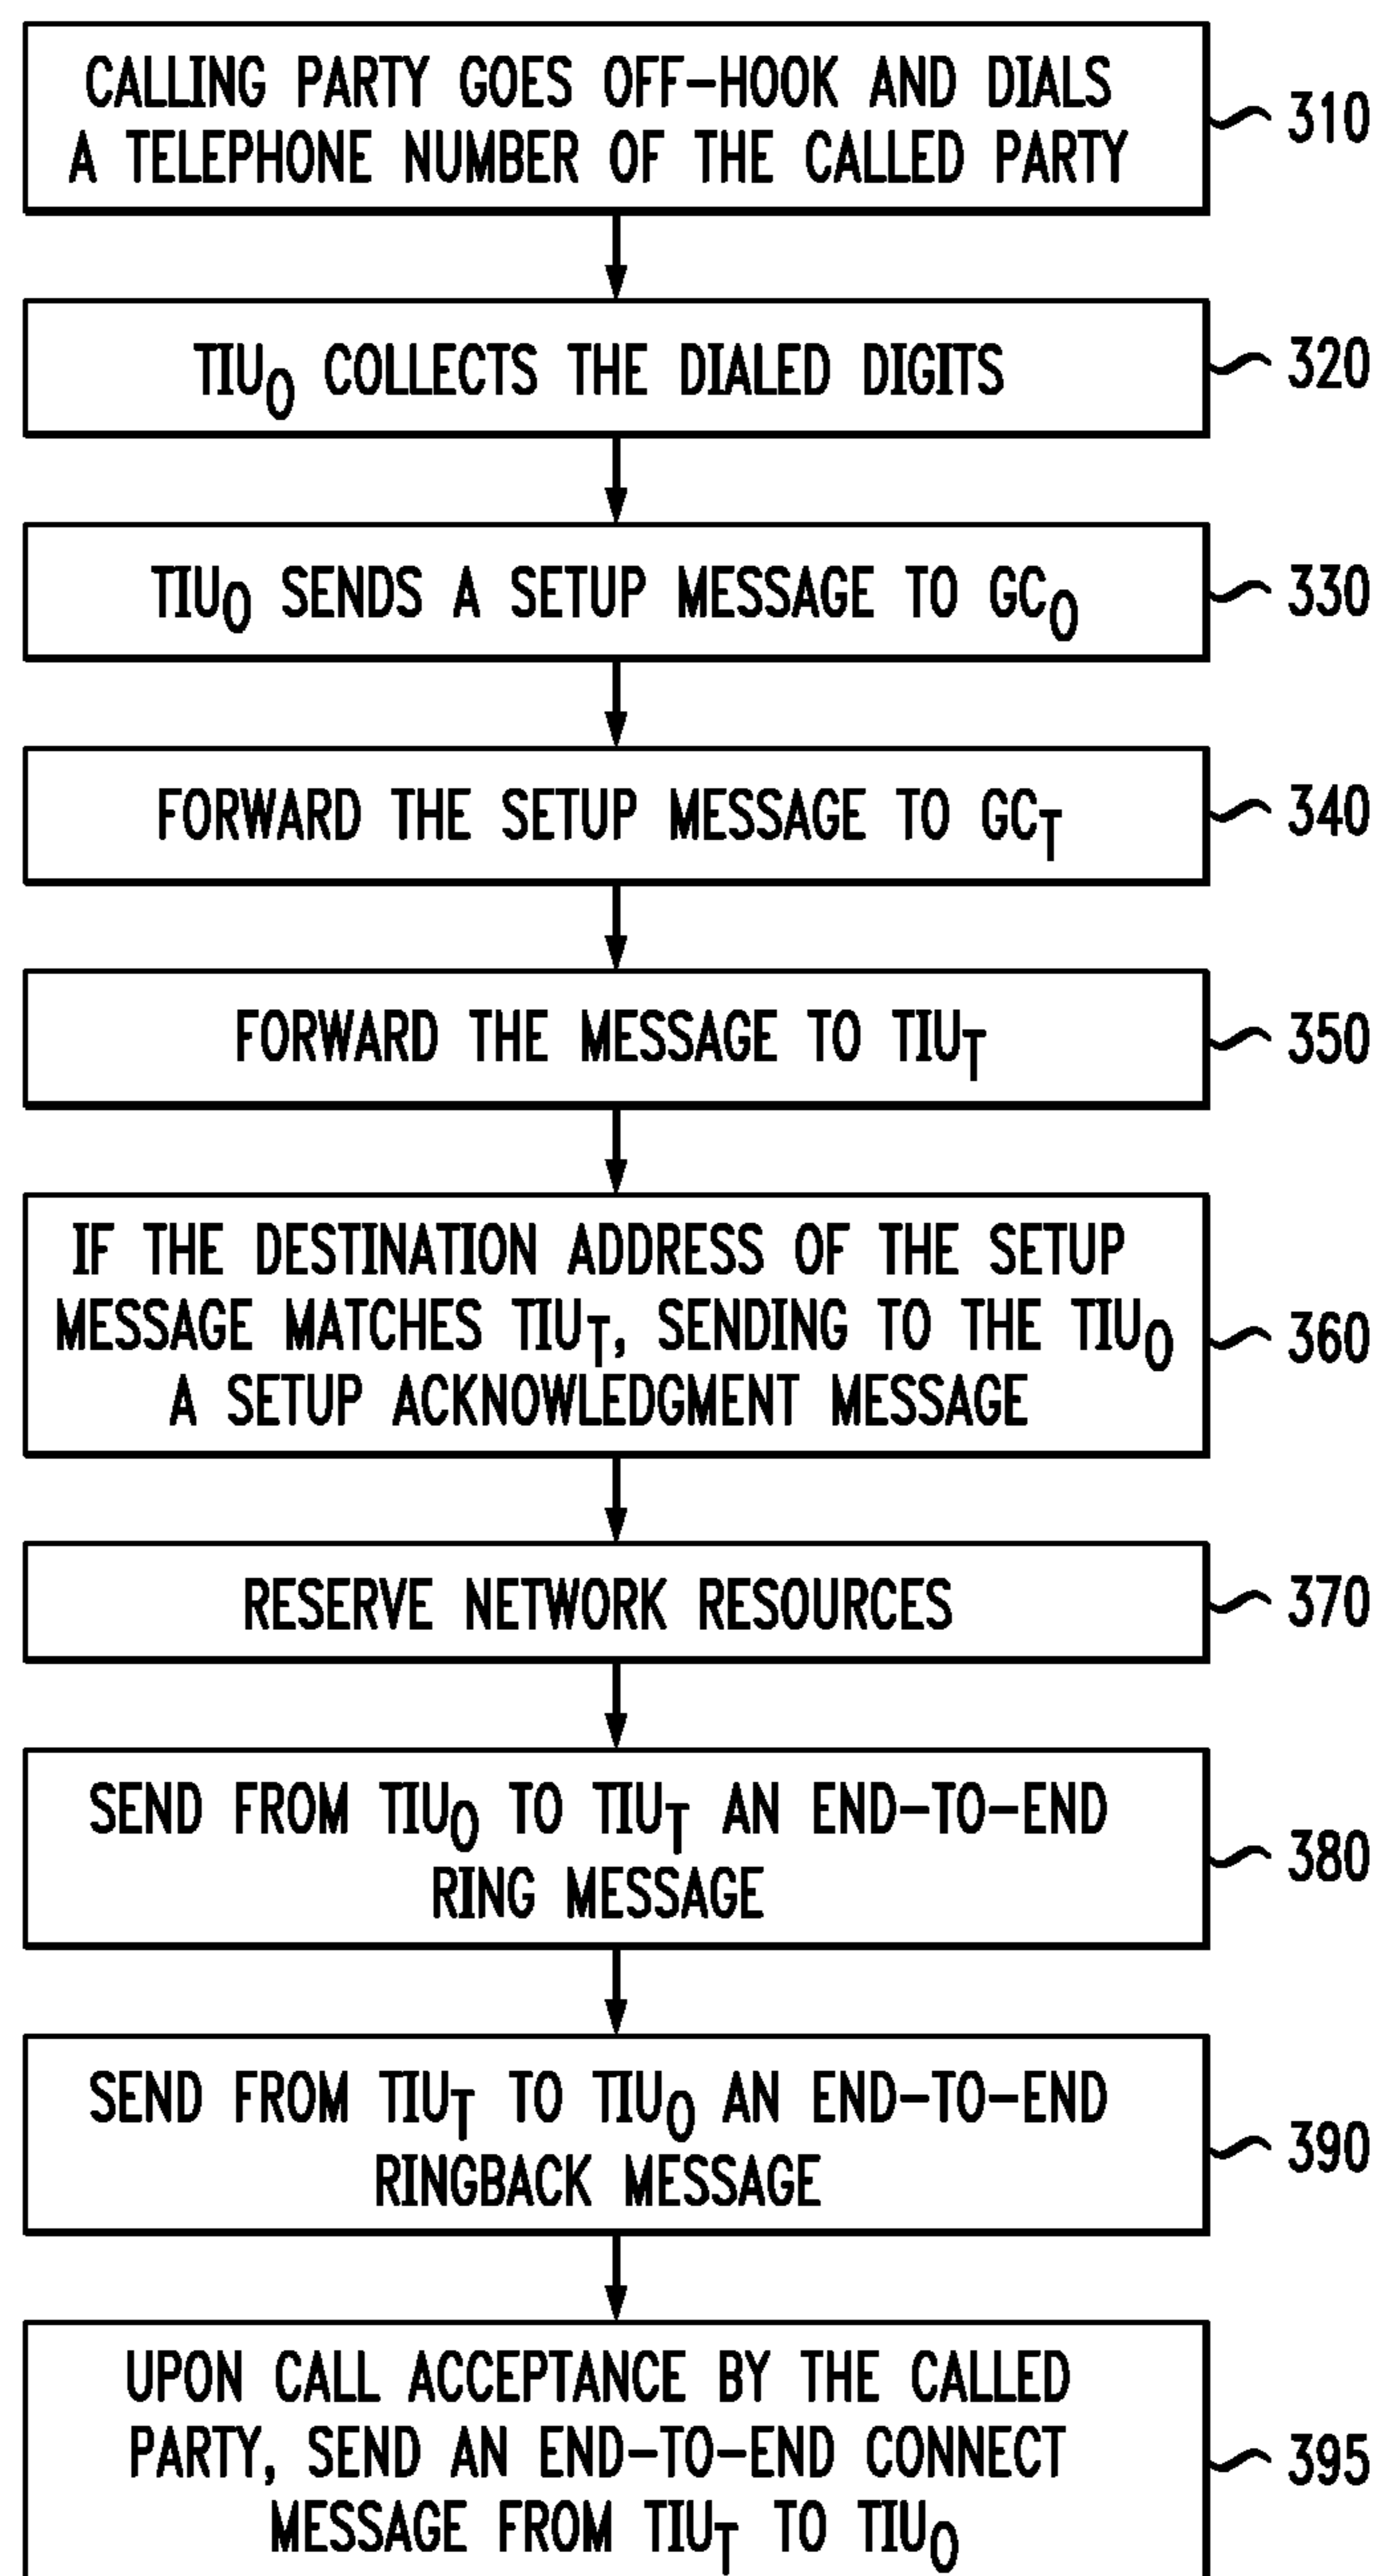 CALLING PARTY GOES OFF-HOOK AND DIALS
A TELEPHONE NUMBER OF THE CALLED PARTY
310
TIUO COLLECTS THE DIALED DIGITS
320
TIUO SENDS A SETUP MESSAGE TO GCO
330
FORWARD THE SETUP MESSAGE TO GCT
340
FORWARD THE MESSAGE TO TIUT
350
IF THE DESTINATION ADDRESS OF THE SETUP
MESSAGE MATCHES TIUT, SENDING TO THE TIUO
A SETUP ACKNOWLEDGMENT MESSAGE
360
RESERVE NETWORK RESOURCES
370
SEND FROM TIUO TO TIUT AN END-TO-END
RING MESSAGE
380
SEND FROM TIUT TO TIUO AN END-TO-END
RINGBACK MESSAGE
390
UPON CALL ACCEPTANCE BY THE CALLED
PARTY, SEND AN END-TO-END CONNECT
MESSAGE FROM TIUT TO TIUO
395